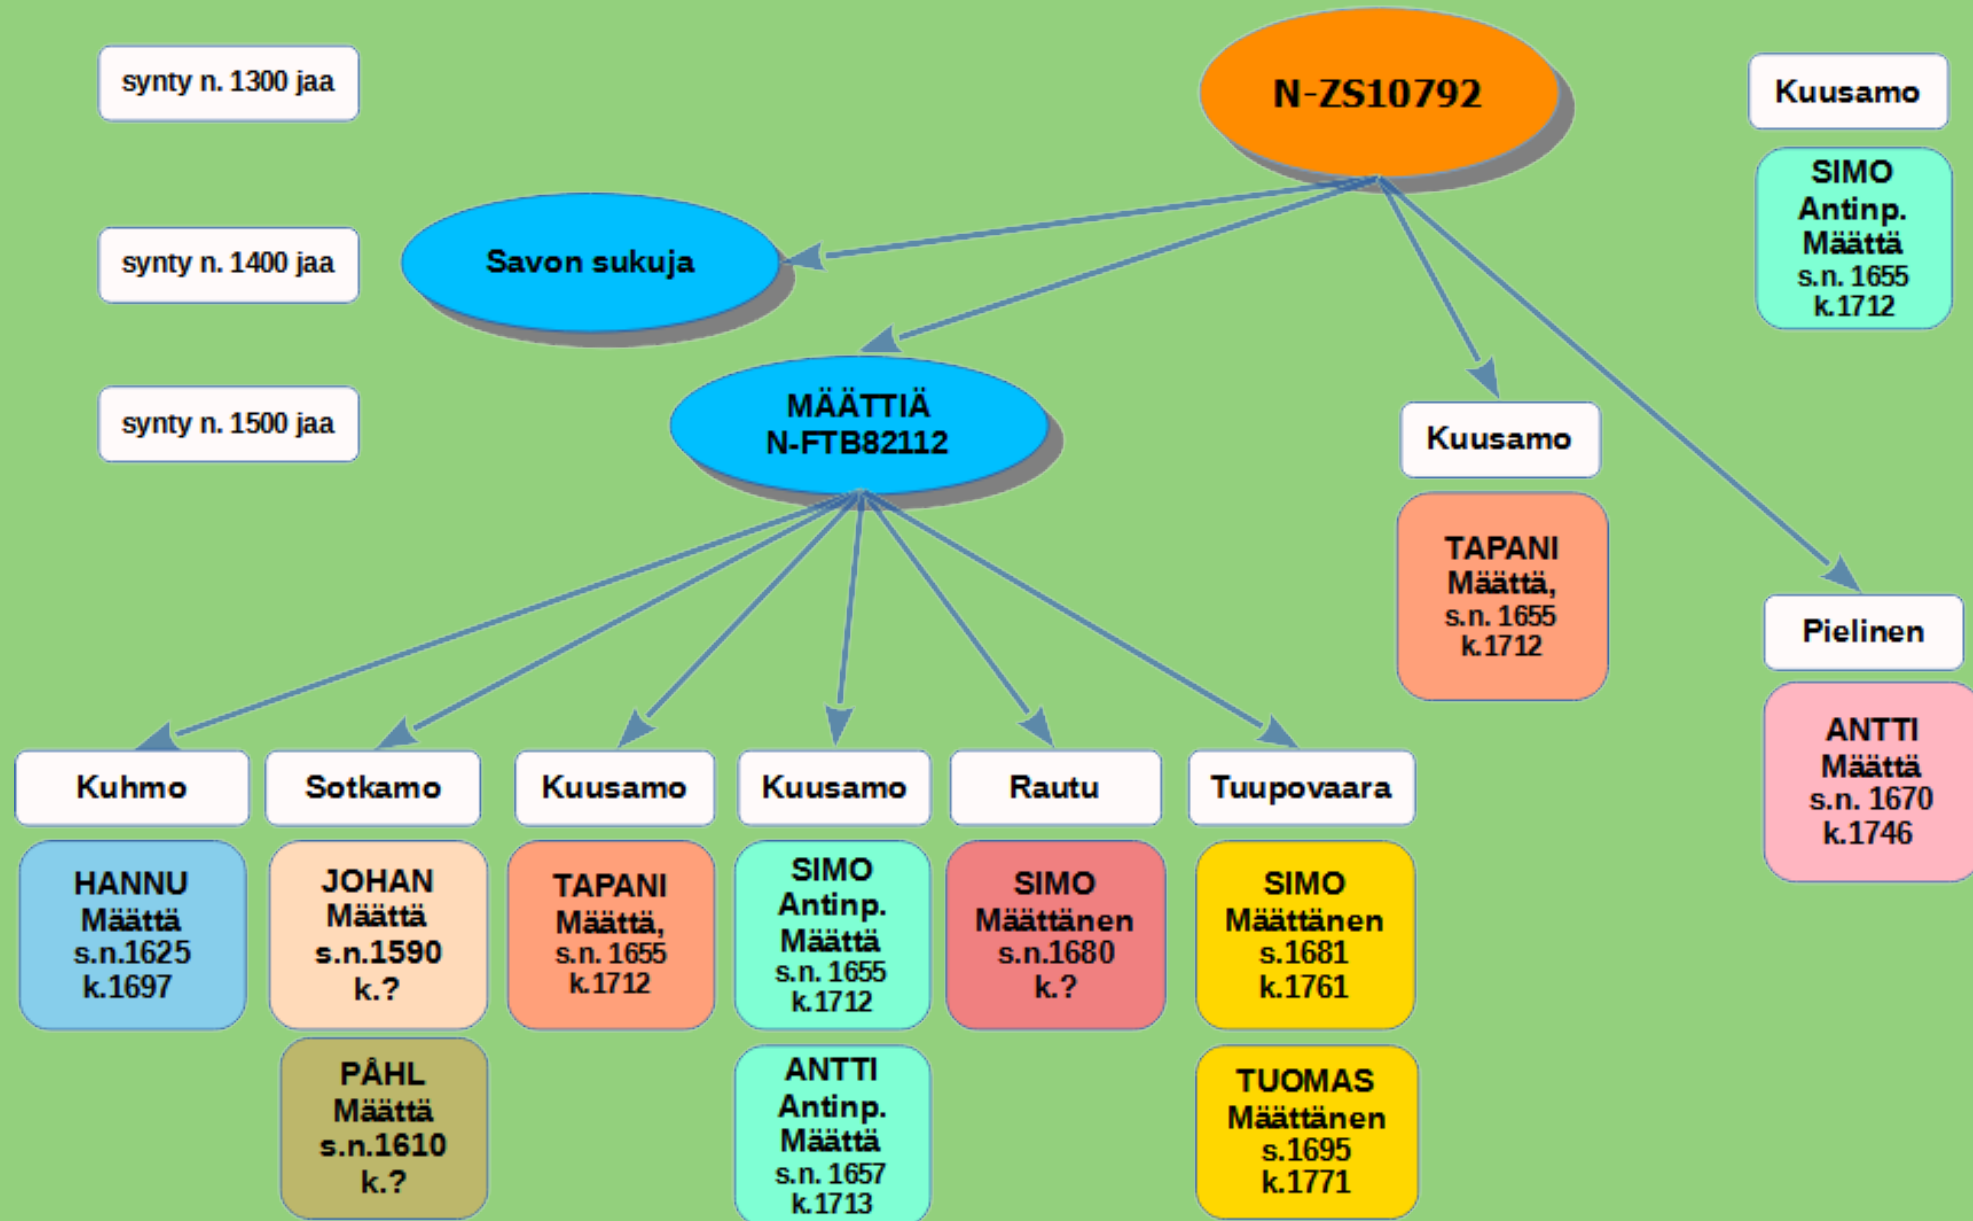 synty n. 1300 jaa
N-ZS10792
Kuusamo
SIMO
Antinp.
Määttä
s.n. 1655
k.1712
synty n. 1400 jaa
Savon sukuja
synty n. 1500 jaa
MÄÄTTIÄ
N-FTB82112
Kuusamo
TAPANI
Määttä,
s.n. 1655
k.1712
Pielinen
ANTTI
Määttä
s.n. 1670
k.1746
Kuhmo
HANNU
Määttä
s.n.1625
k.1697
Sotkamo
JOHAN
Määttä
s.n.1590
k.?
PÅHL
Määttä
s.n.1610
k.?
Kuusamo
TAPANI
Määttä,
s.n. 1655
k.1712
Kuusamo
SIMO
Antinp.
Määttä
s.n. 1655
k.1712
ANTTI
Antinp.
Määttä
s.n. 1657
k.1713
Rautu
SIMO
Määttänen
s.n.1680
k.?
Tuupovaara
SIMO
Määttänen
s.1681
k.1761
TUOMAS
Määttänen
s.1695
k.1771